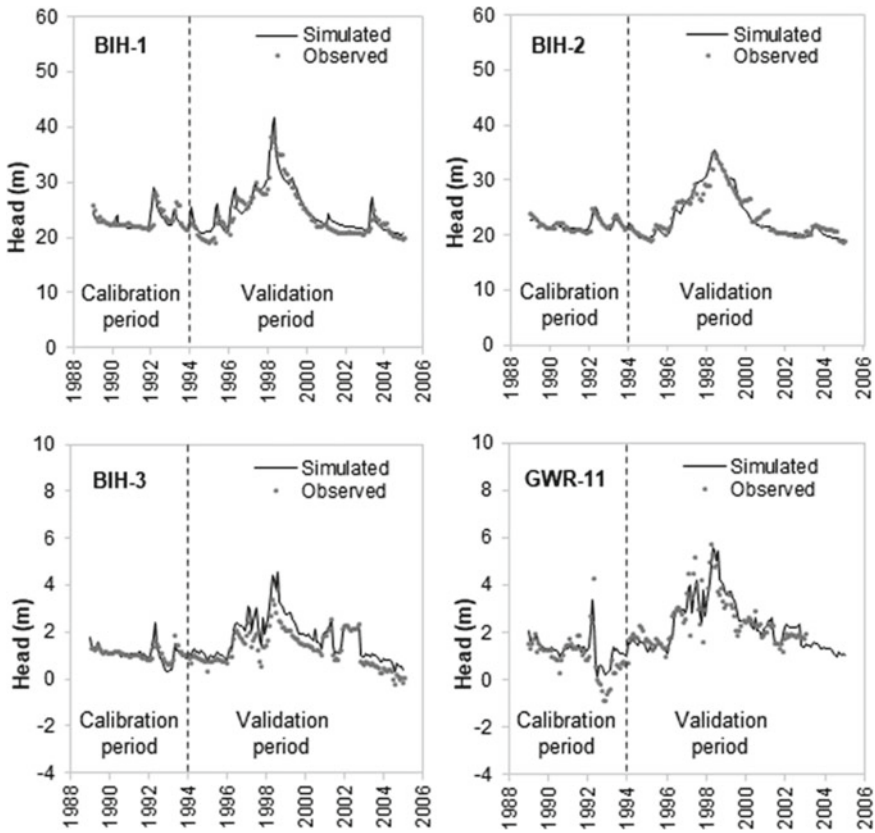 BIH-1
Simulated
Observed
Head (m)
60
50
40
30
20
10
0
Calibration
period
Validation
period
1988
1990
1992
1994
1996
1998
2000
2002
2004
2006
BIH-2
Simulated
Observed
Head (m)
60
50
40
30
20
10
0
Calibration
period
Validation
period
1988
1990
1992
1994
1996
1998
2000
2002
2004
2006
BIH-3
Simulated
Observed
Head (m)
10
8
6
4
2
0
-2
-4
Calibration
period
Validation
period
1988
1990
1992
1994
1996
1998
2000
2002
2004
2006
GWR-11
Simulated
Observed
Head (m)
10
8
6
4
2
0
-2
-4
Calibration
period
Validation
period
1988
1990
1992
1994
1996
1998
2000
2002
2004
2006